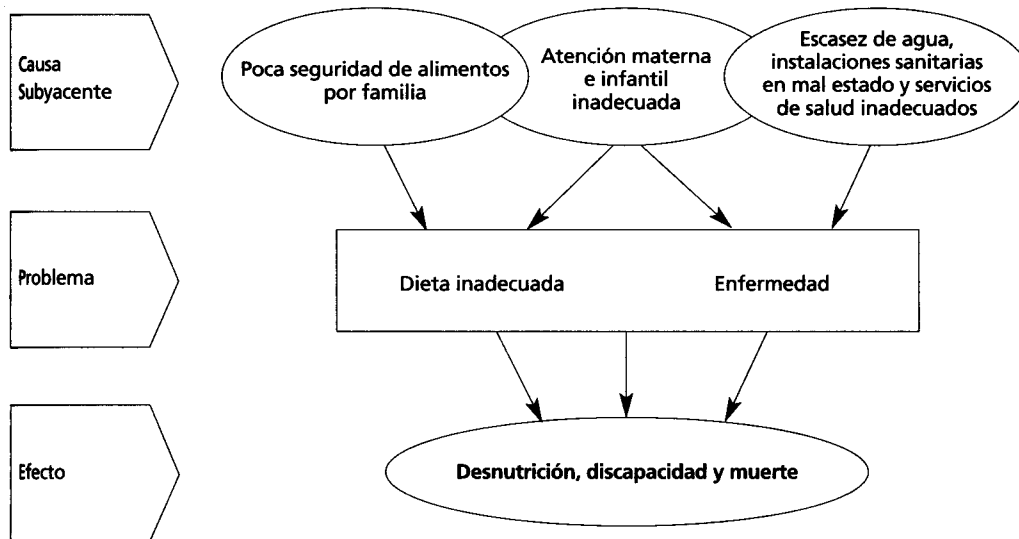 Causa
Subyacente
Poca seguridad de alimentos
por familia
Atención materna
e infantil
inadecuada
Escasez de agua,
instalaciones sanitarias
en mal estado y servicios
de salud inadecuados
Problema
Dieta inadecuada
Enfermedad
Efecto
Desnutrición, discapacidad y muerte